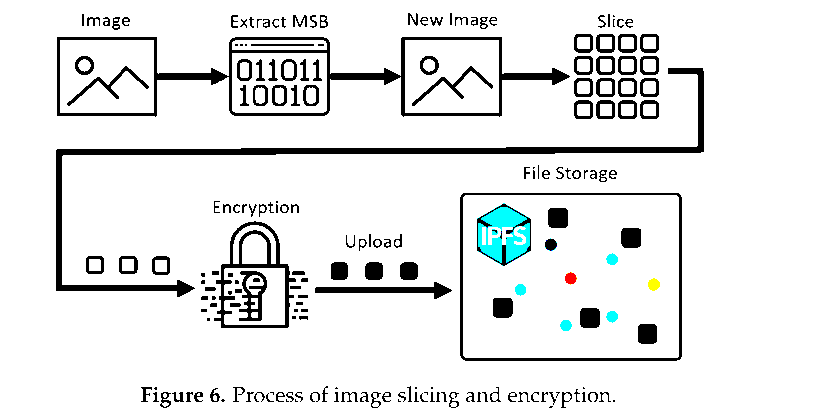 Image
Extract MSB
New Image
Slice
011011
10010
File Storage
Encryption
Upload
IPFS
Figure 6. Process of image slicing and encryption.